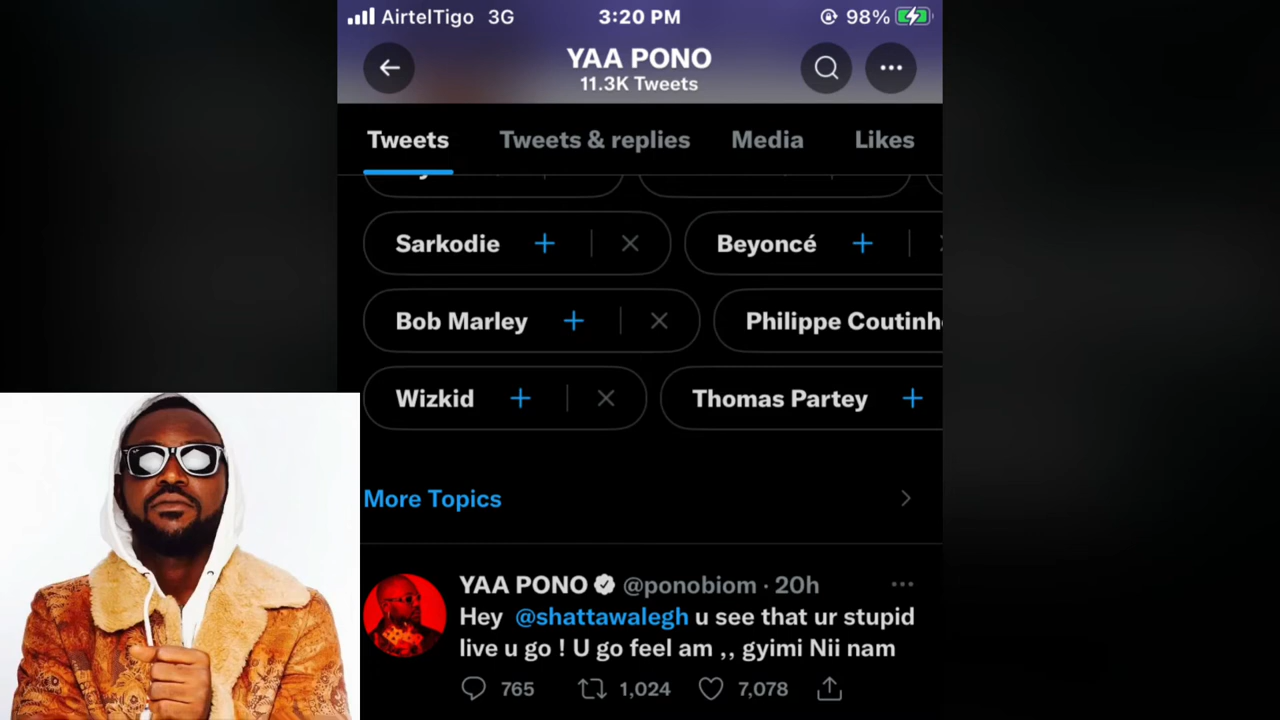 AirtelTigo 3G 3:20 PM 98%
YAA PONO
11.3K Tweets
Tweets Tweets & replies Media Likes
Sarkodie Beyoncé
Bob Marley Philippe Coutinh
Wizkid Thomas Partey
More Topics
YAA PONO @ponobiom · 20h
Hey @shattawalegh u see that ur stupid
live u go ! U go feel am ,, gyimi Nii nam
765 1,024 7,078